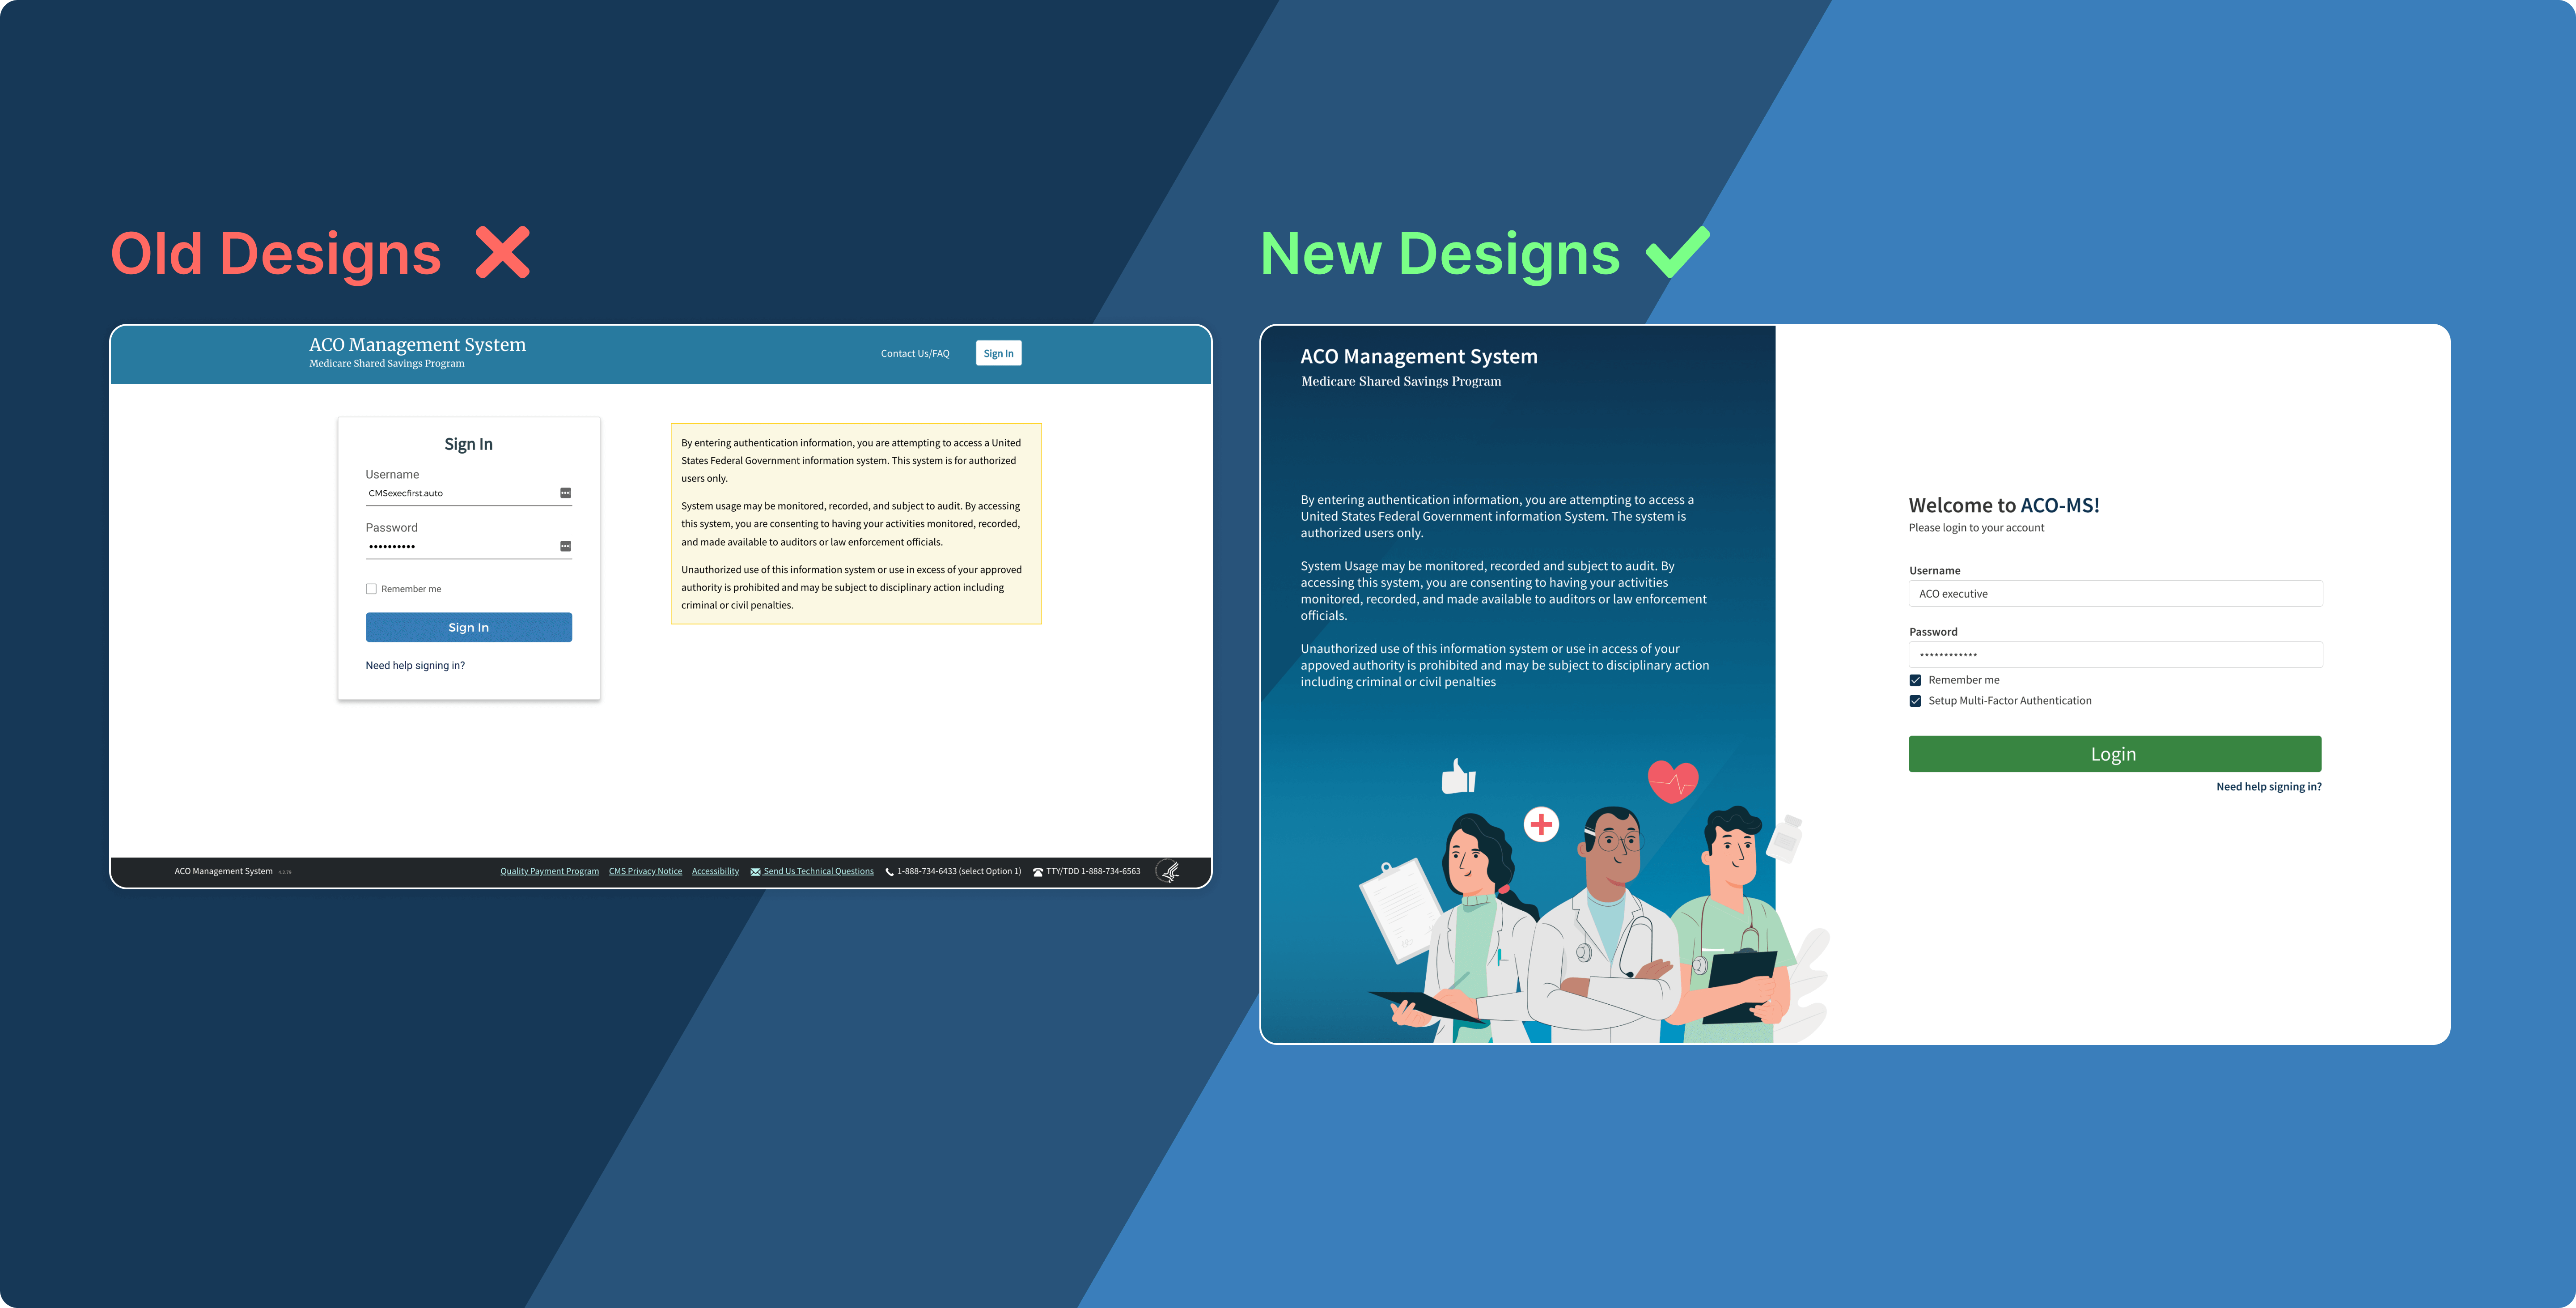 Old Designs
ACO Management System
Medicare Shared Savings Program
Contact Us/FAQ
Sign In
Sign In
Username
CMSexecfirst.auto
Password
••••••••••
Remember me
Sign In
Need help signing in?
By entering authentication information, you are attempting to access a United
States Federal Government information system. This system is for authorized
users only.
System usage may be monitored, recorded, and subject to audit. By accessing
this system, you are consenting to having your activities monitored, recorded,
and made available to auditors or law enforcement officials.
Unauthorized use of this information system or use in excess of your approved
authority is prohibited and may be subject to disciplinary action including
criminal or civil penalties.
ACO Management System 4.2.79
Quality Payment Program
CMS Privacy Notice
Accessibility
Send Us Technical Questions
1-888-734-6433 (select Option 1)
TTY/TDD 1-888-734-6563
New Designs
ACO Management System
Medicare Shared Savings Program
By entering authentication information, you are attempting to access a
United States Federal Government information System. The system is
authorized users only.
System Usage may be monitored, recorded and subject to audit. By
accessing this system, you are consenting to having your activities
monitored, recorded, and made available to auditors or law enforcement
officials.
Unauthorized use of this information system or use in access of your
appoved authority is prohibited and may be subject to disciplinary action
including criminal or civil penalties
Welcome to ACO-MS!
Please login to your account
Username
ACO executive
Password
************
Remember me
Setup Multi-Factor Authentication
Login
Need help signing in?